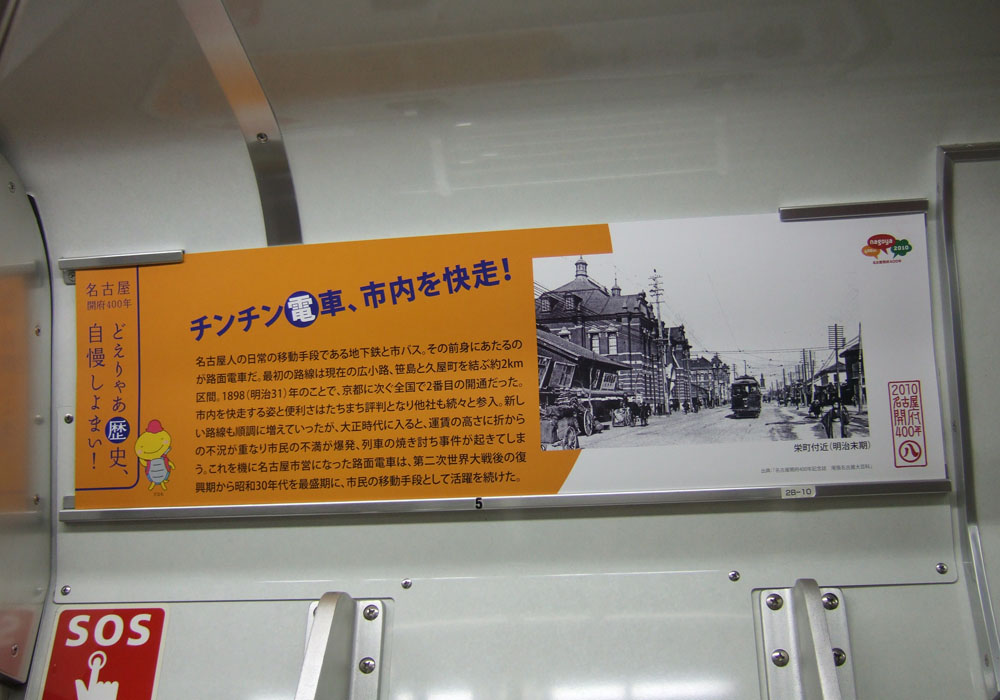 名古屋
開府400年
どえりゃあ歴史、
自慢しよまい!
チンチン電車、市内を快走!
名古屋人の日常の移動手段である地下鉄と市バス。その前身にあたるの
が路面電車だ。最初の路線は現在の広小路、笹島と久屋町を結ぶ約2km
区間。1898(明治31)年のことで、京都に次ぐ全国で2番目の開通だった。
市内を快走する姿と便利さはたちまち評判となり他社も続々と参入。新し
い路線も順調に増えていったが、大正時代に入ると、運賃の高さに折から
の不況が重なり市民の不満が爆発、列車の焼き討ち事件が起きてしま
う。これを機に名古屋市営になった路面電車は、第二次世界大戦後の復
興期から昭和30年代を最盛期に、市民の移動手段として活躍を続けた。
nagoya
2010
名古屋開府400年
栄町付近(明治末期)
2010
名古屋
開府
400年
八
5
2B-10
SOS